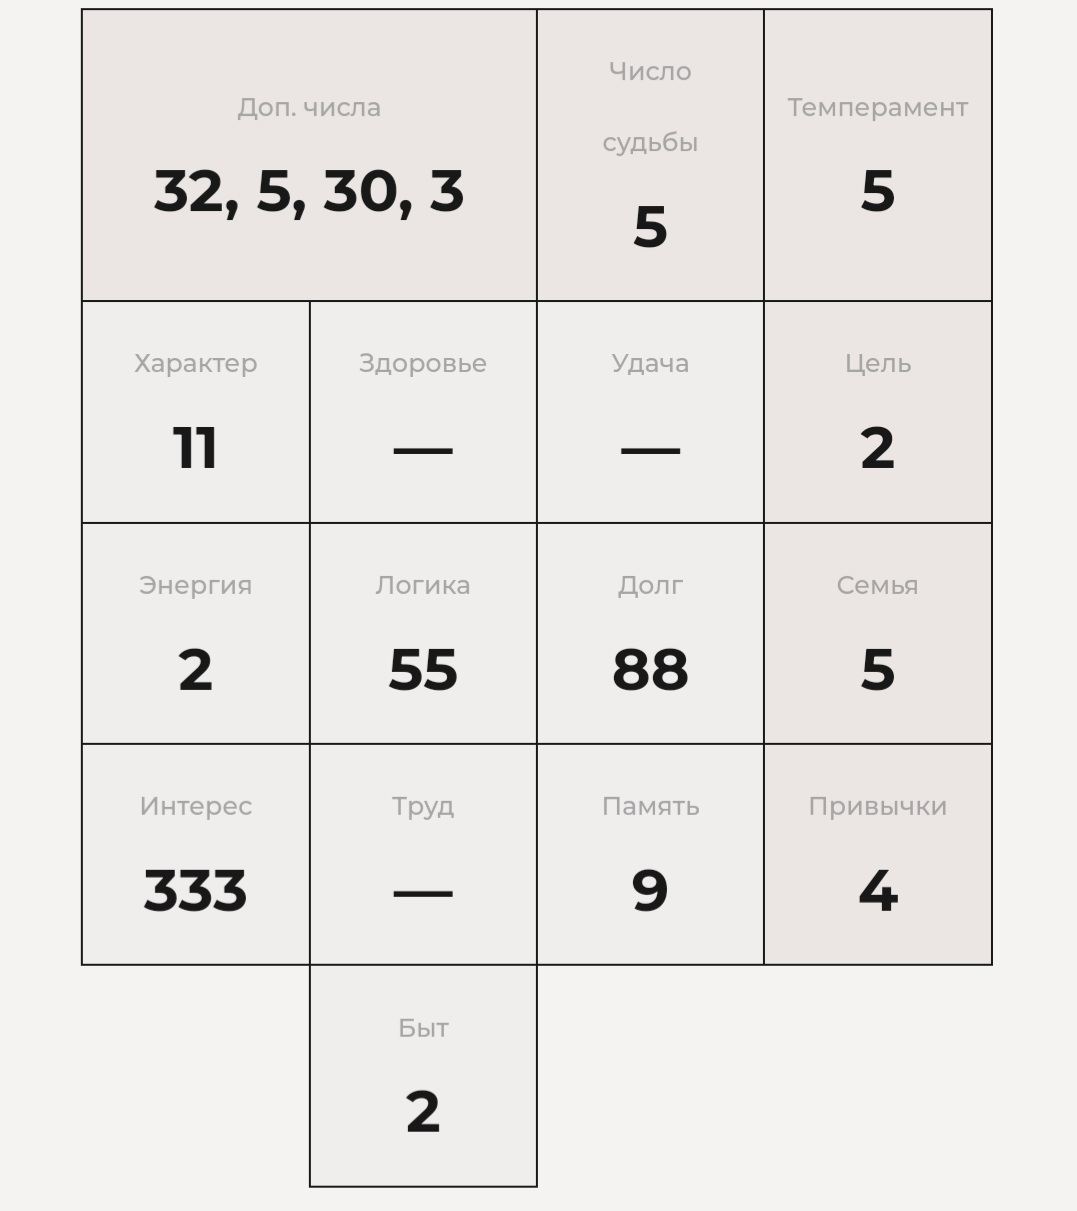 Доп. числа
32, 5, 30, 3
Число
судьбы
5
Темперамент
5
Характер
11
Здоровье
—
Удача
—
Цель
2
Энергия
2
Логика
55
Долг
88
Семья
5
Интерес
333
Труд
—
Память
9
Привычки
4
Быт
2